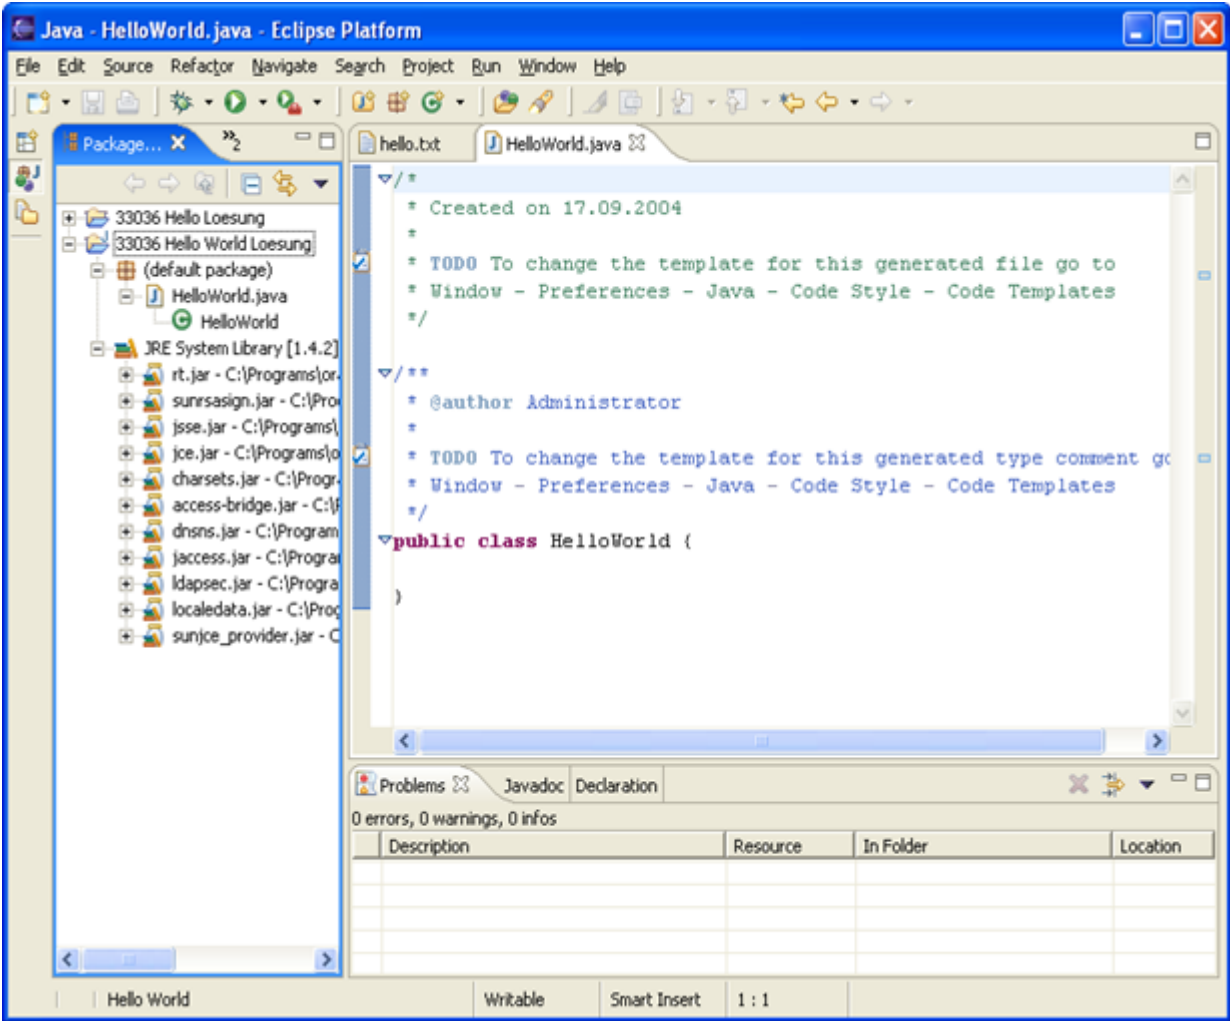 Java - HelloWorld.java - Eclipse Platform
File Edit Source Refactor Navigate Search Project Run Window Help
Package... »2
hello.txt HelloWorld.java
33036 Hello Loesung
33036 Hello World Loesung
(default package)
HelloWorld.java
HelloWorld
JRE System Library [1.4.2]
rt.jar - C:\Programs\or
sunrsasign.jar - C:\Pro
jsse.jar - C:\Programs\
jce.jar - C:\Programs\o
charsets.jar - C:\Progr
access-bridge.jar - C:\
dnsns.jar - C:\Program
jaccess.jar - C:\Progra
ldapsec.jar - C:\Progra
localedata.jar - C:\Prog
sunjce_provider.jar - C
/*
* Created on 17.09.2004
*
* TODO To change the template for this generated file go to
* Window - Preferences - Java - Code Style - Code Templates
*/
/**
* @author Administrator
*
* TODO To change the template for this generated type comment go
* Window - Preferences - Java - Code Style - Code Templates
*/
public class HelloWorld {
}
Problems Javadoc Declaration
0 errors, 0 warnings, 0 infos
Description Resource In Folder Location
Hello World Writable Smart Insert 1 : 1